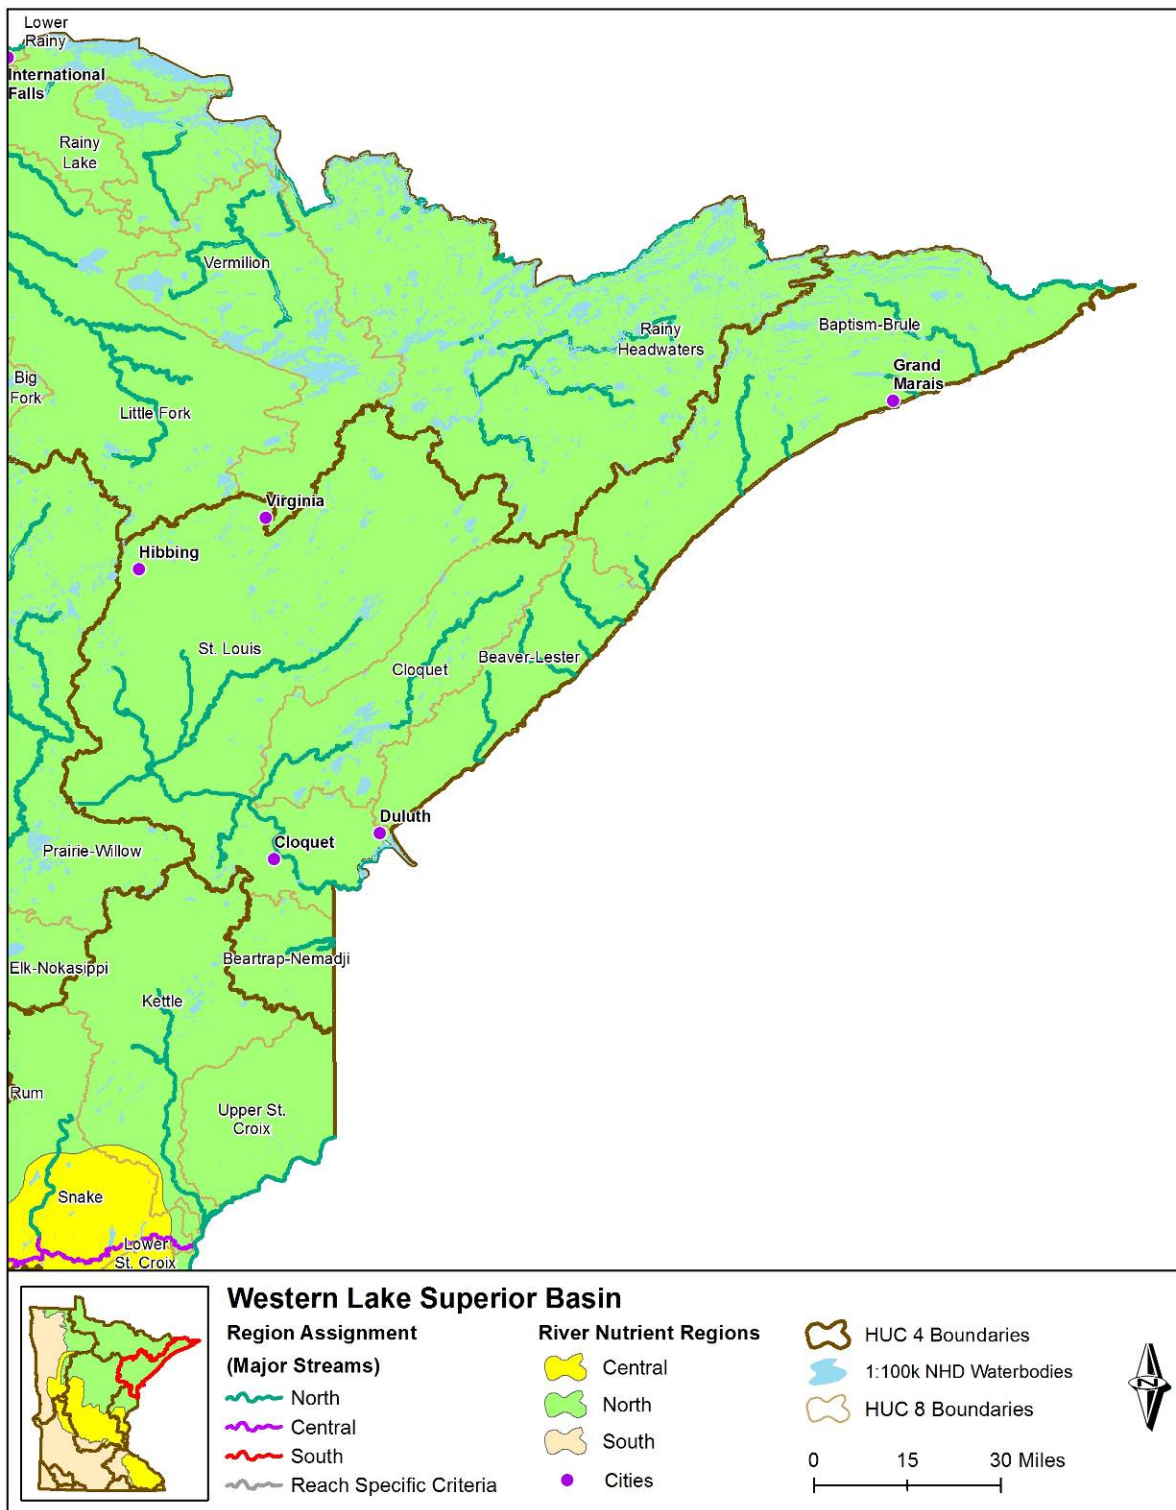 Lower
Rainy
International
Falls
Rainy
Lake
Vermilion
Rainy
Headwaters
Baptism-Brule
Grand
Marais
Big
Fork
Little Fork
Virginia
Hibbing
St. Louis
Cloquet
Beaver-Lester
Duluth
Cloquet
Prairie-Willow
Elk-Nokasippi
Beartrap-Nemadji
Kettle
Rum
Upper St.
Croix
Snake
Lower
St. Croix
Western Lake Superior Basin
Region Assignment
(Major Streams)
North
Central
South
Reach Specific Criteria
River Nutrient Regions
Central
North
South
Cities
HUC 4 Boundaries
1:100k NHD Waterbodies
HUC 8 Boundaries
0 15 30 Miles
N